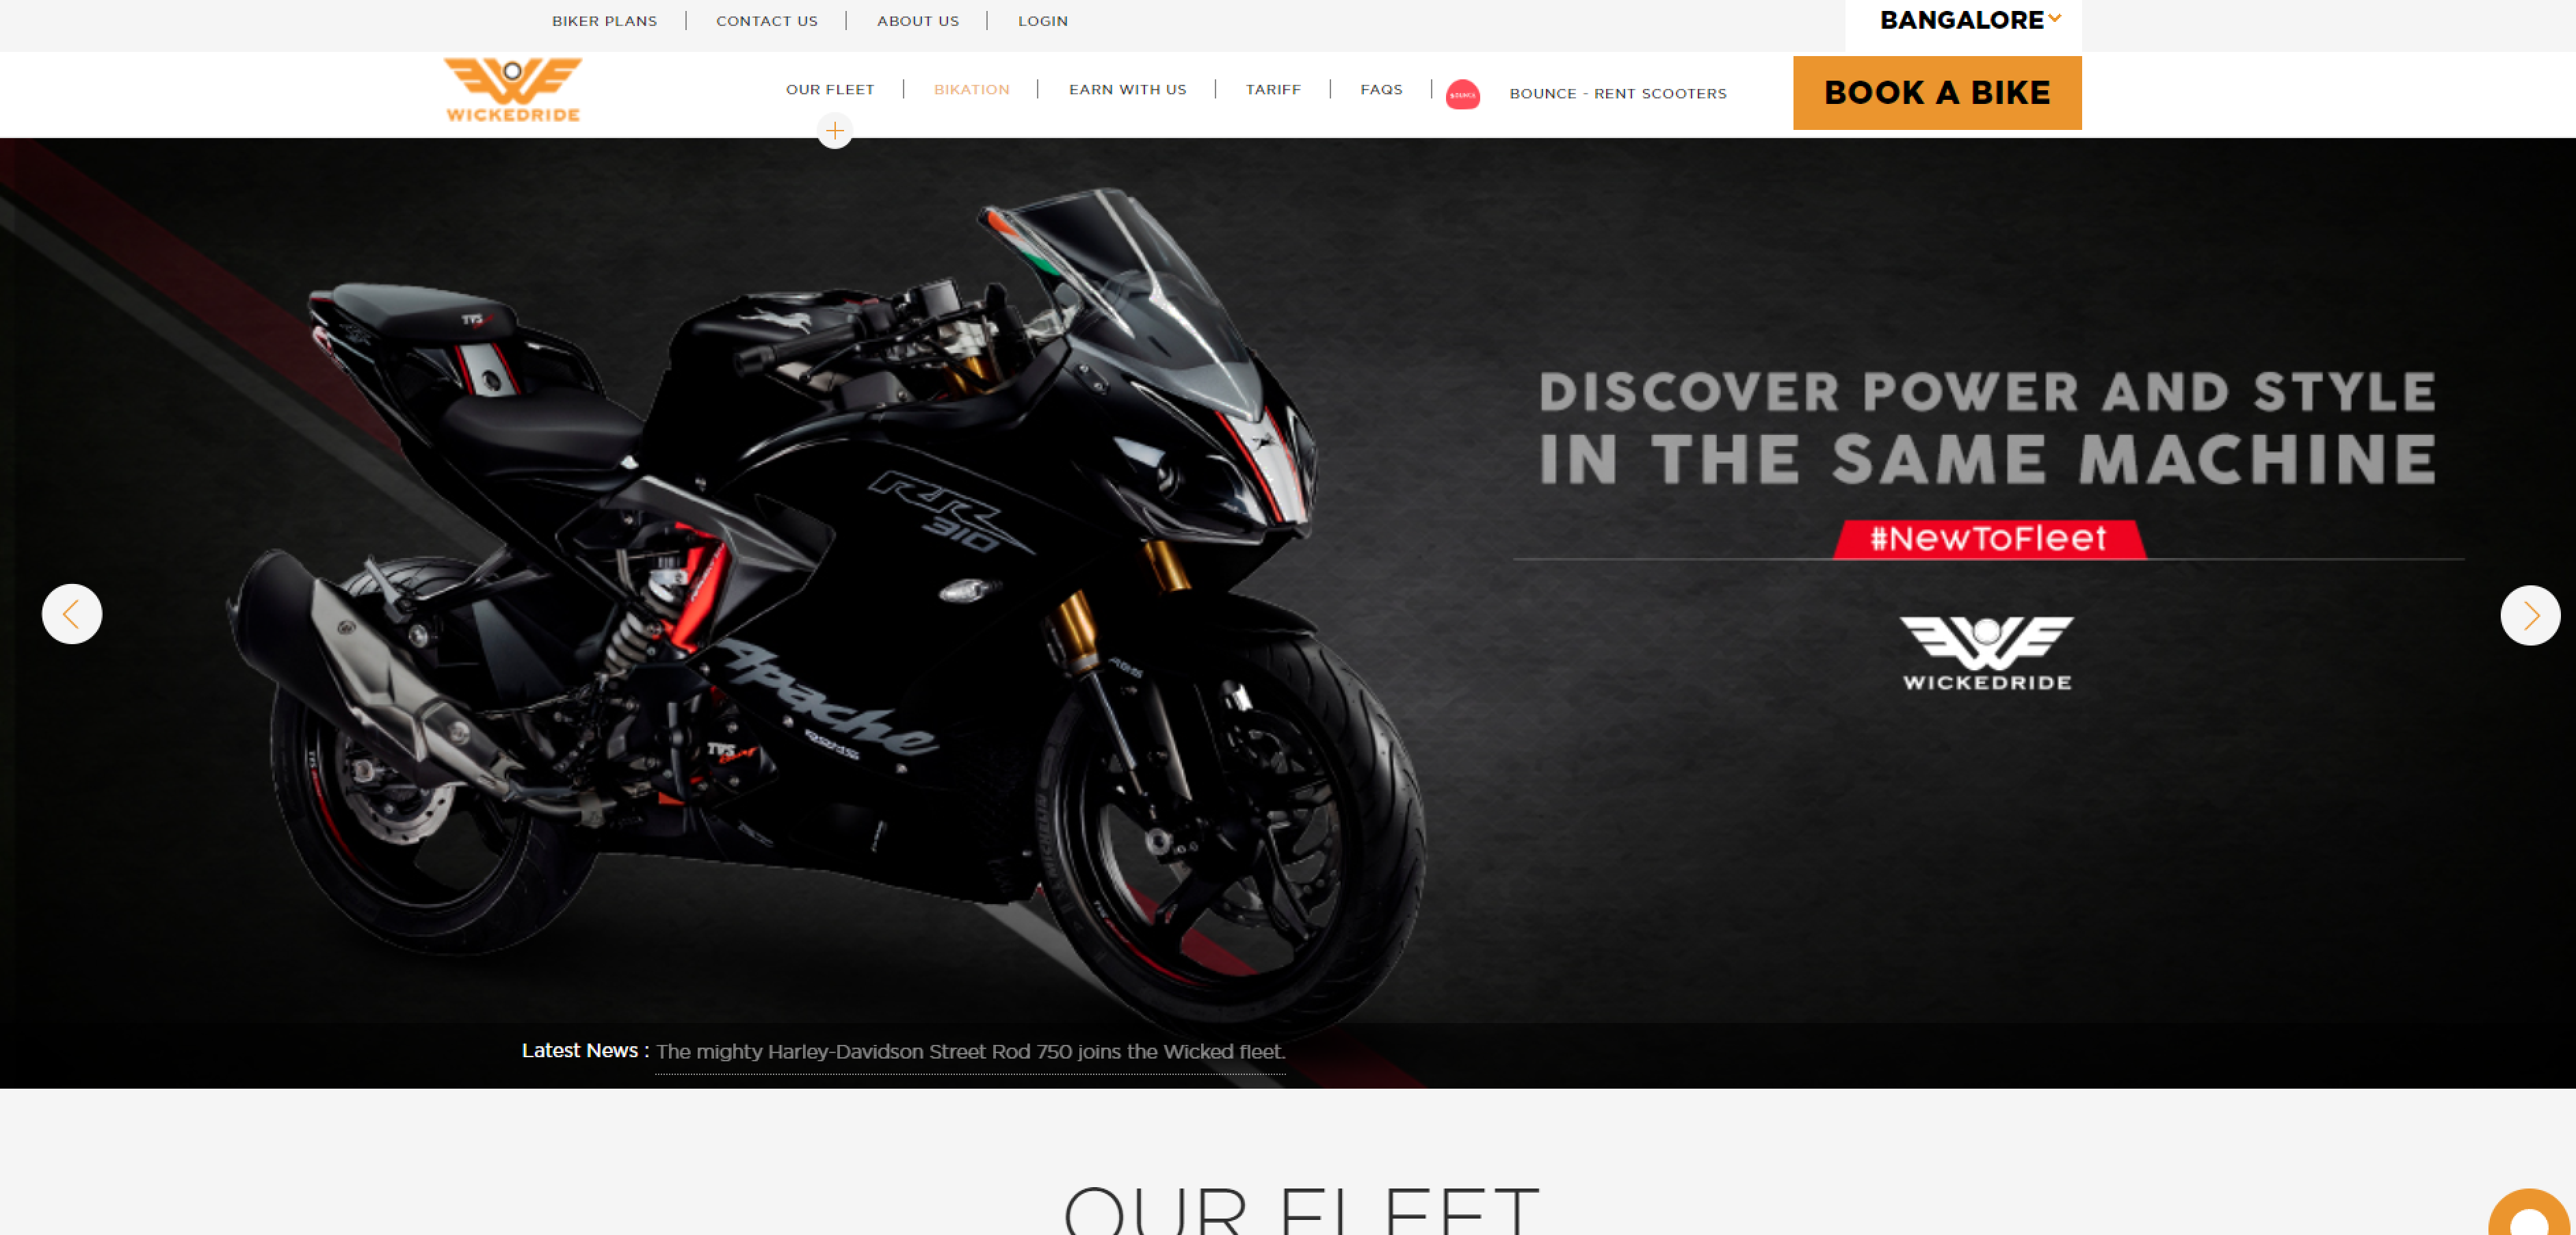 BIKER PLANS
CONTACT US
ABOUT US
LOGIN
BANGALORE
WICKEDRIDE
OUR FLEET
BIKATION
EARN WITH US
TARIFF
FAQS
BOUNCE
BOUNCE - RENT SCOOTERS
BOOK A BIKE
TVS
RR
310
Apache
TVS
DISCOVER POWER AND STYLE
IN THE SAME MACHINE
#NewToFleet
WICKEDRIDE
Latest News : The mighty Harley-Davidson Street Rod 750 joins the Wicked fleet.
OUR FLEET